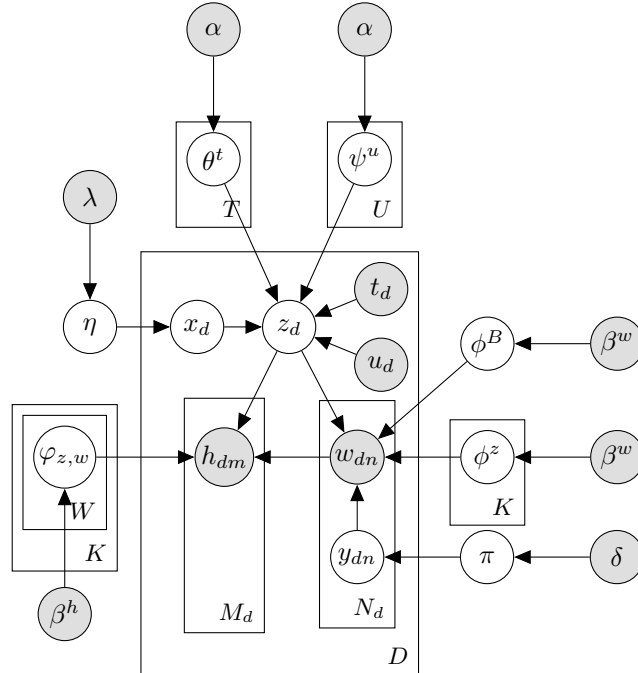 α α
θ^t ψ^u
T U
λ
t_d
η x_d z_d
ϕ^B β^w
u_d
φ_{z,w} h_{dm} w_{dn} ϕ^z β^w
W K
K
y_{dn} π δ
β^h M_d N_d
D